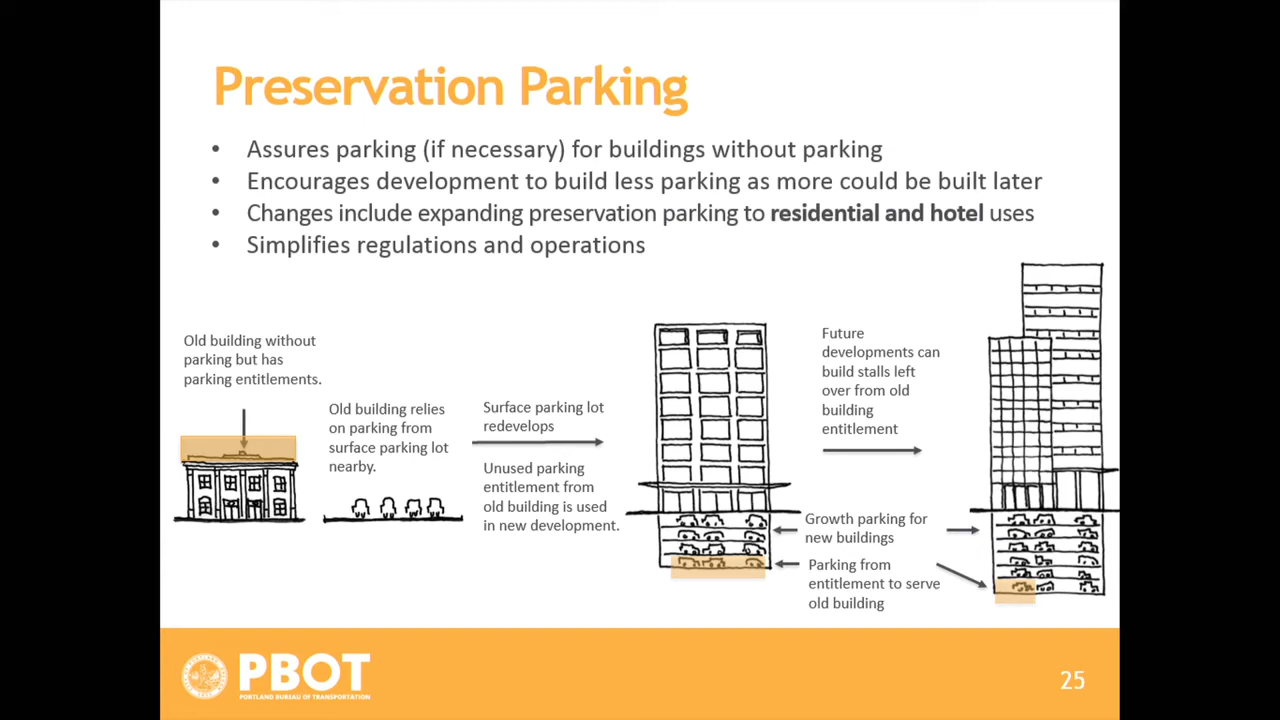 Preservation Parking
• Assures parking (if necessary) for buildings without parking
• Encourages development to build less parking as more could be built later
• Changes include expanding preservation parking to residential and hotel uses
• Simplifies regulations and operations
Old building without
parking but has
parking entitlements.
Old building relies
on parking from
surface parking lot
nearby.
Surface parking lot
redevelops
Unused parking
entitlement from
old building is used
in new development.
Future
developments can
build stalls left
over from old
building
entitlement
Growth parking for
new buildings
Parking from
entitlement to serve
old building
PBOT
PORTLAND BUREAU OF TRANSPORTATION
25